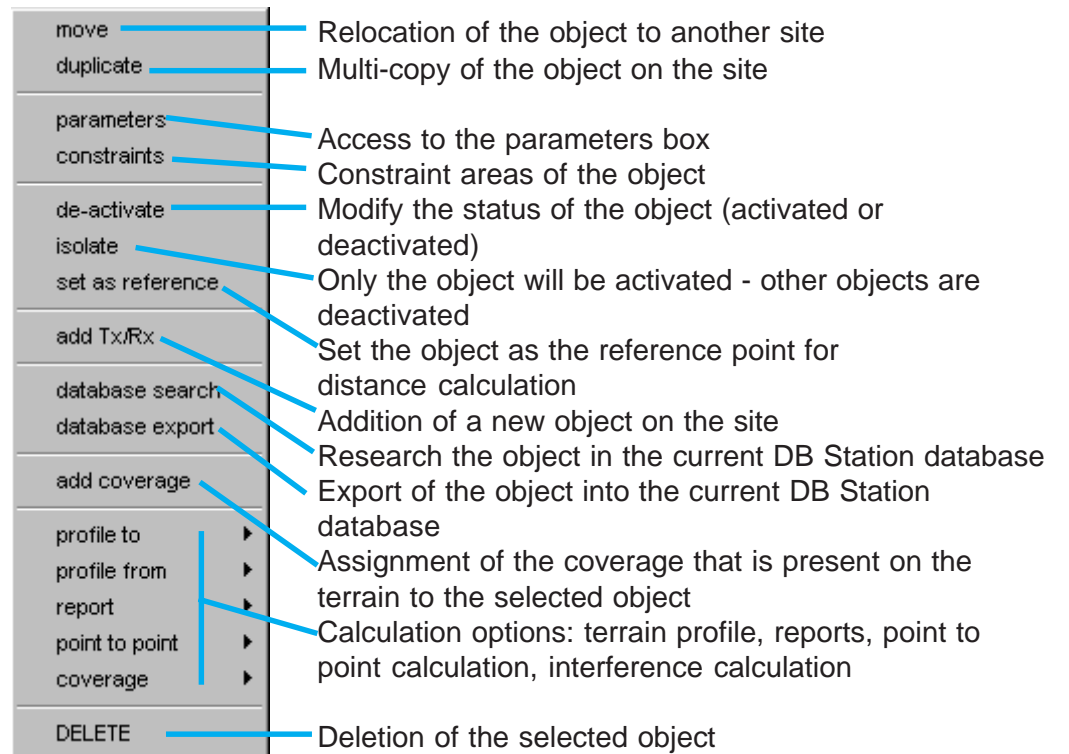 move
duplicate
parameters
constraints
de-activate
isolate
set as reference
add Tx/Rx
database search
database export
add coverage
profile to
profile from
report
point to point
coverage
DELETE
Relocation of the object to another site
Multi-copy of the object on the site
Access to the parameters box
Constraint areas of the object
Modify the status of the object (activated or
deactivated)
Only the object will be activated - other objects are
deactivated
Set the object as the reference point for
distance calculation
Addition of a new object on the site
Research the object in the current DB Station database
Export of the object into the current DB Station
database
Assignment of the coverage that is present on the
terrain to the selected object
Calculation options: terrain profile, reports, point to
point calculation, interference calculation
Deletion of the selected object